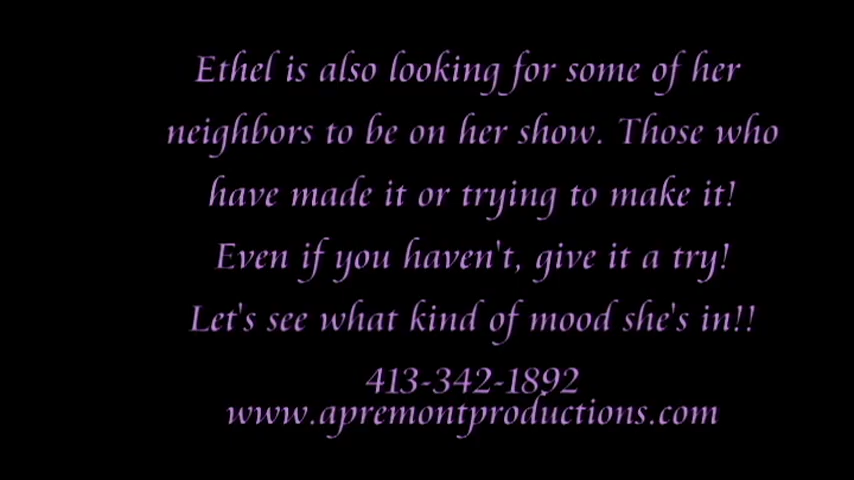 Ethel is also looking for some of her
neighbors to be on her show. Those who
have made it or trying to make it!
Even if you haven't, give it a try!
Let's see what kind of mood she's in!!
413-342-1892
www.apremontproductions.com